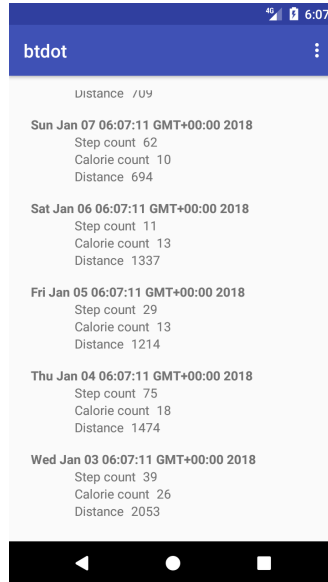 4G 6:07
btdot
Distance 709
Sun Jan 07 06:07:11 GMT+00:00 2018
Step count 62
Calorie count 10
Distance 694
Sat Jan 06 06:07:11 GMT+00:00 2018
Step count 11
Calorie count 13
Distance 1337
Fri Jan 05 06:07:11 GMT+00:00 2018
Step count 29
Calorie count 13
Distance 1214
Thu Jan 04 06:07:11 GMT+00:00 2018
Step count 75
Calorie count 18
Distance 1474
Wed Jan 03 06:07:11 GMT+00:00 2018
Step count 39
Calorie count 26
Distance 2053